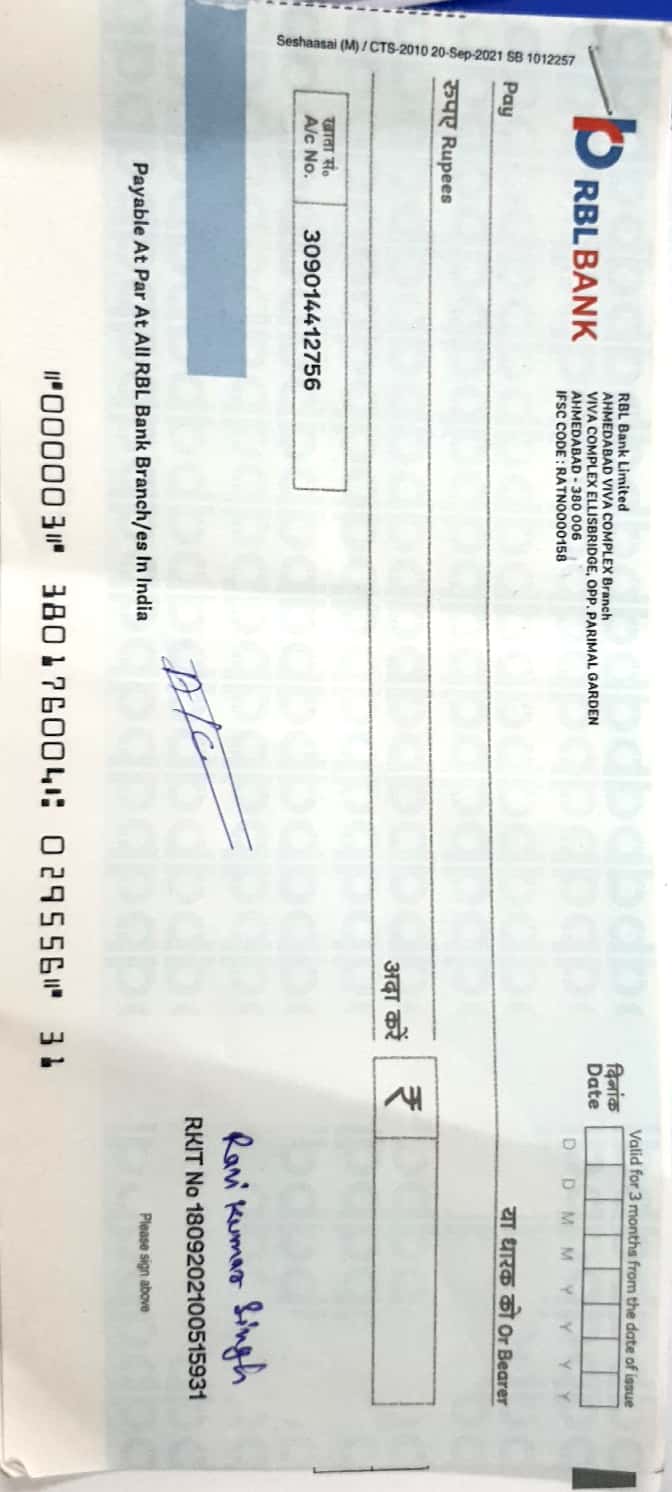 Seshaasai (M) / CTS-2010 20-Sep-2021 SB 1012257
RBL BANK
RBL Bank Limited
AHMEDABAD VIVA COMPLEX Branch
VIVA COMPLEX ELLISBRIDGE, OPP. PARIMAL GARDEN
AHMEDABAD - 380 006
IFSC CODE : RATN0000158
Valid for 3 months from the date of issue
दिनांक
Date
D D M M Y Y Y Y
Pay
या धारक को Or Bearer
रुपए Rupees
अदा करें ₹
खाता सं०
A/c No.
309014412756
Ravi Kumar Singh
RKIT No 1809202100515931
Payable At Par At All RBL Bank Branch/es In India
Please sign above
⑈000003⑈ 380176004⑆ 029556⑈ 31